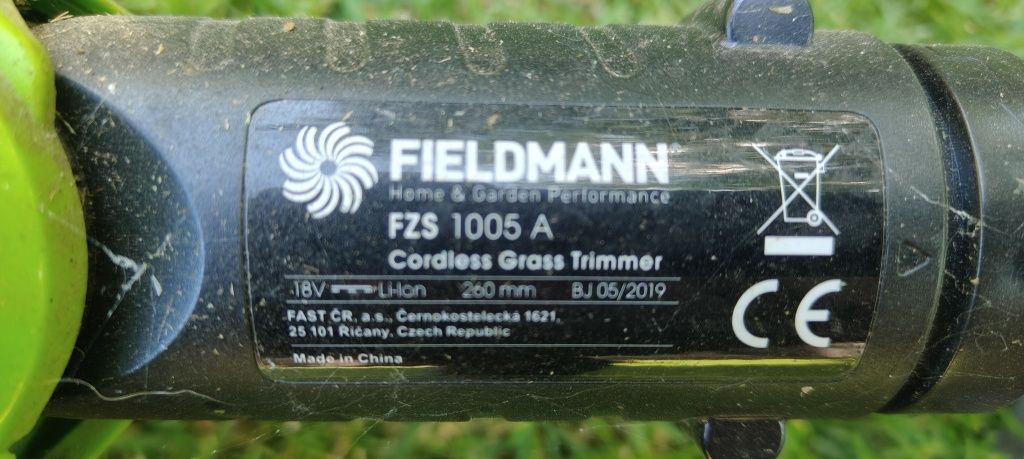 FIELDMANN®
Home & Garden Performance
FZS 1005 A
Cordless Grass Trimmer
18V Li-Ion 260 mm BJ 05/2019
FAST ČR, a.s., Černokostelecká 1621,
25 101 Říčany, Czech Republic
Made in China
CE